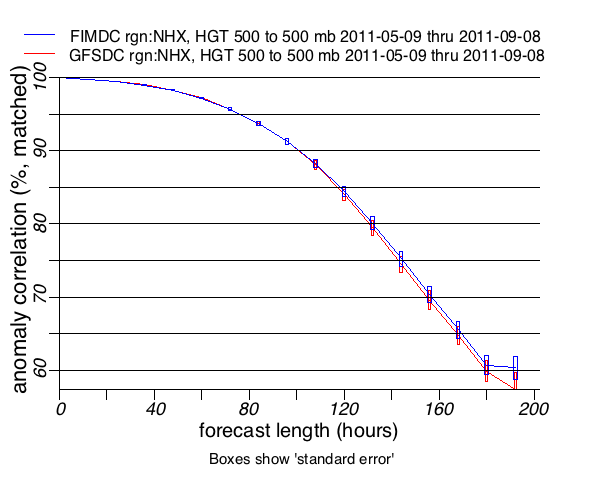 FIMDC rgn:NHX, HGT 500 to 500 mb 2011-05-09 thru 2011-09-08
GFSDC rgn:NHX, HGT 500 to 500 mb 2011-05-09 thru 2011-09-08
anomaly correlation (%, matched)
100
90
80
70
60
0 40 80 120 160 200
forecast length (hours)
Boxes show 'standard error'